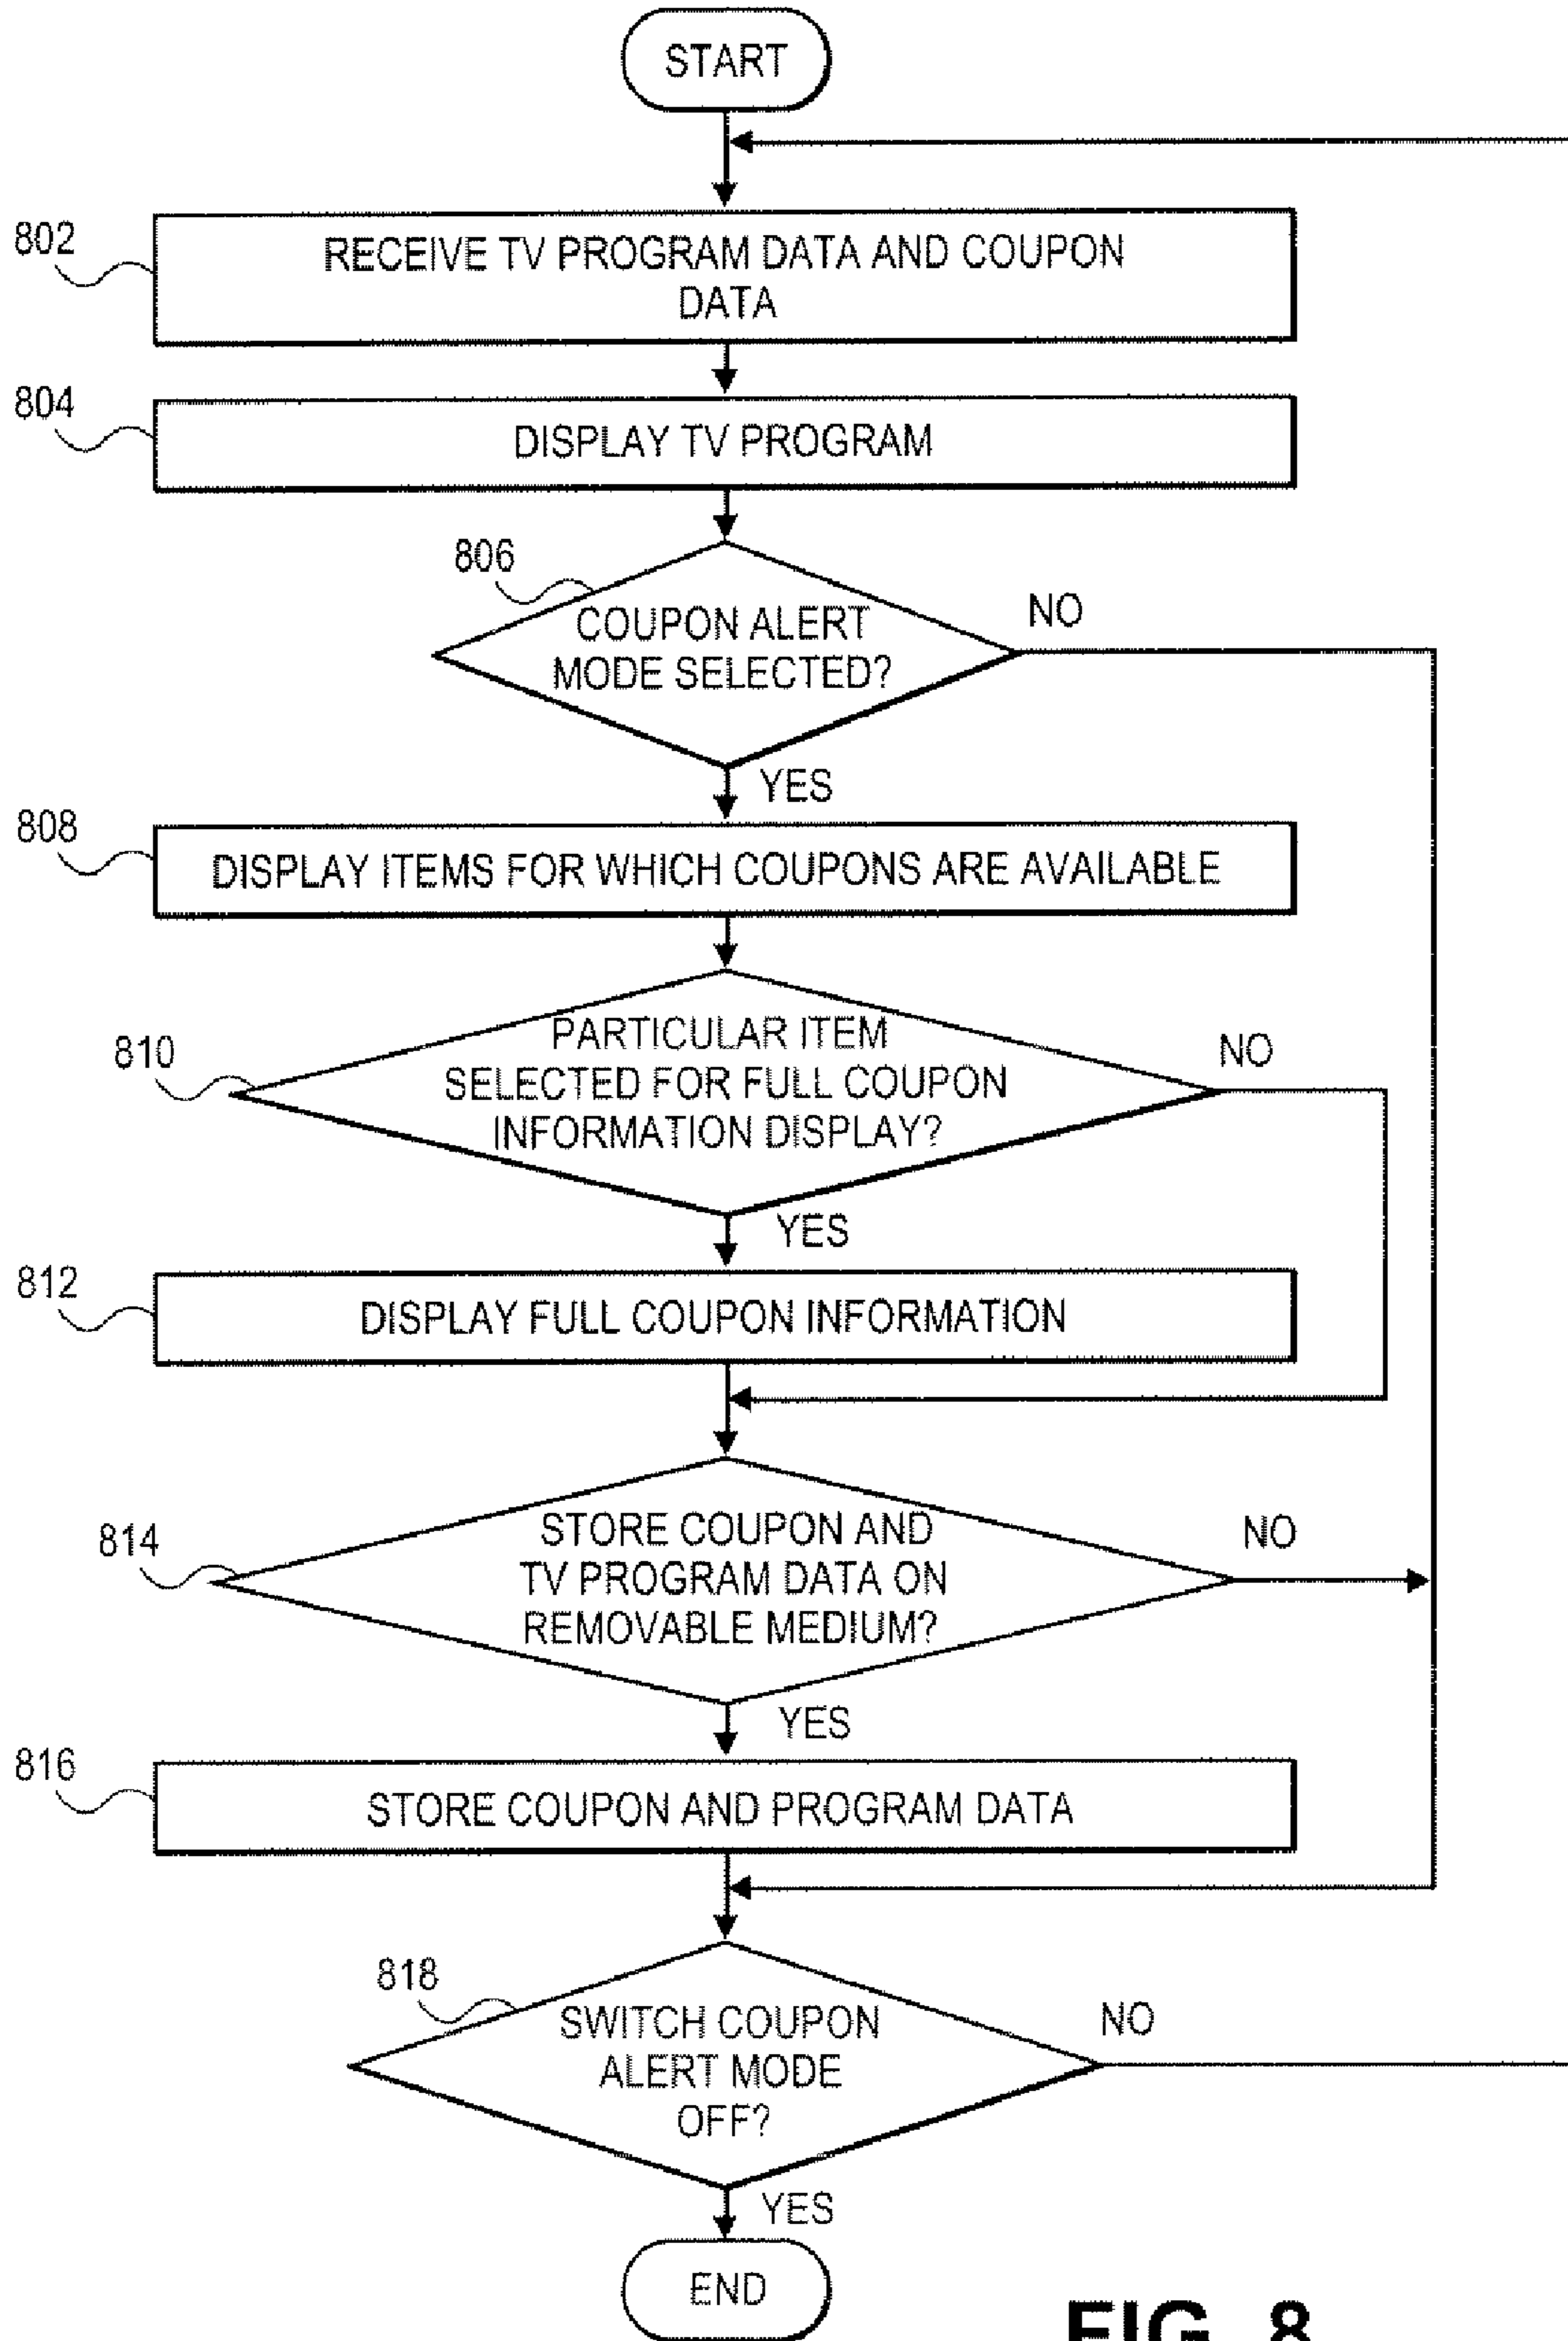 START
802
RECEIVE TV PROGRAM DATA AND COUPON
DATA
804
DISPLAY TV PROGRAM
806
COUPON ALERT
MODE SELECTED?
NO
YES
808
DISPLAY ITEMS FOR WHICH COUPONS ARE AVAILABLE
810
PARTICULAR ITEM
SELECTED FOR FULL COUPON
INFORMATION DISPLAY?
NO
YES
812
DISPLAY FULL COUPON INFORMATION
814
STORE COUPON AND
TV PROGRAM DATA ON
REMOVABLE MEDIUM?
NO
YES
816
STORE COUPON AND PROGRAM DATA
818
SWITCH COUPON
ALERT MODE
OFF?
NO
YES
END
FIG. 8